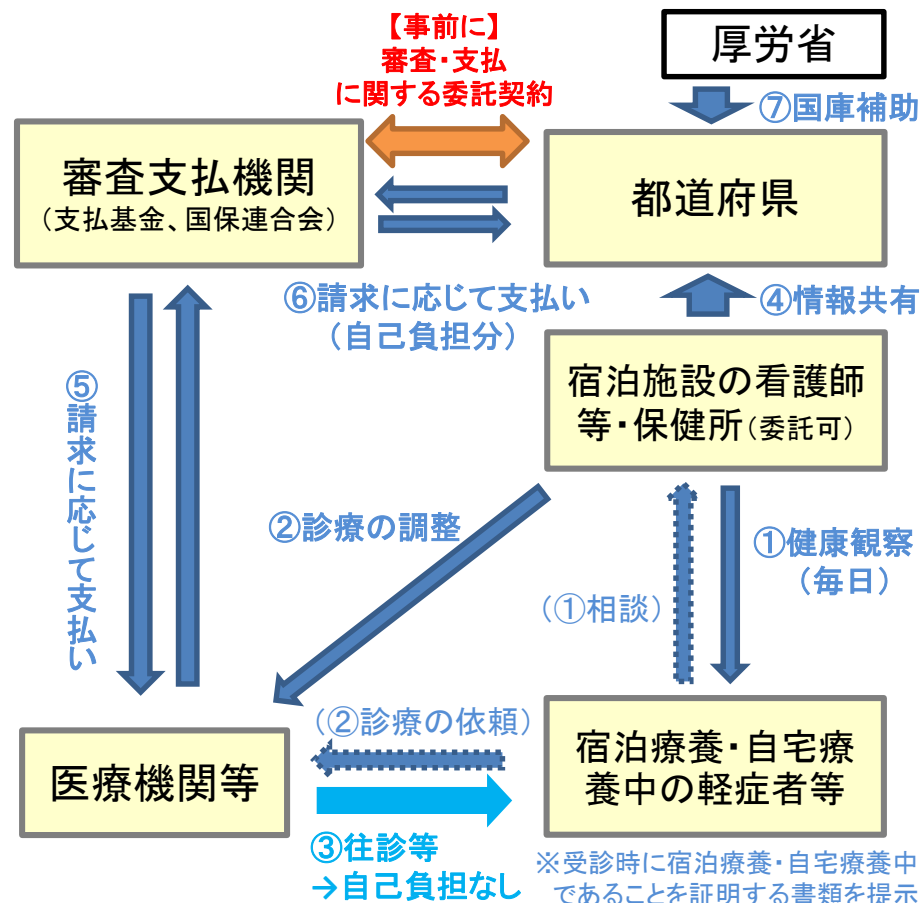 【事前に】
審査・支払
に関する委託契約
厚労省
⑦国庫補助
審査支払機関
(支払基金、国保連合会)
都道府県
⑥請求に応じて支払い
(自己負担分)
④情報共有
宿泊施設の看護師
等・保健所(委託可)
⑤請求に応じて支払い
②診療の調整
①健康観察
(毎日)
(①相談)
(②診療の依頼)
医療機関等
宿泊療養・自宅療
養中の軽症者等
③往診等
→自己負担なし
※受診時に宿泊療養・自宅療養中
であることを証明する書類を提示